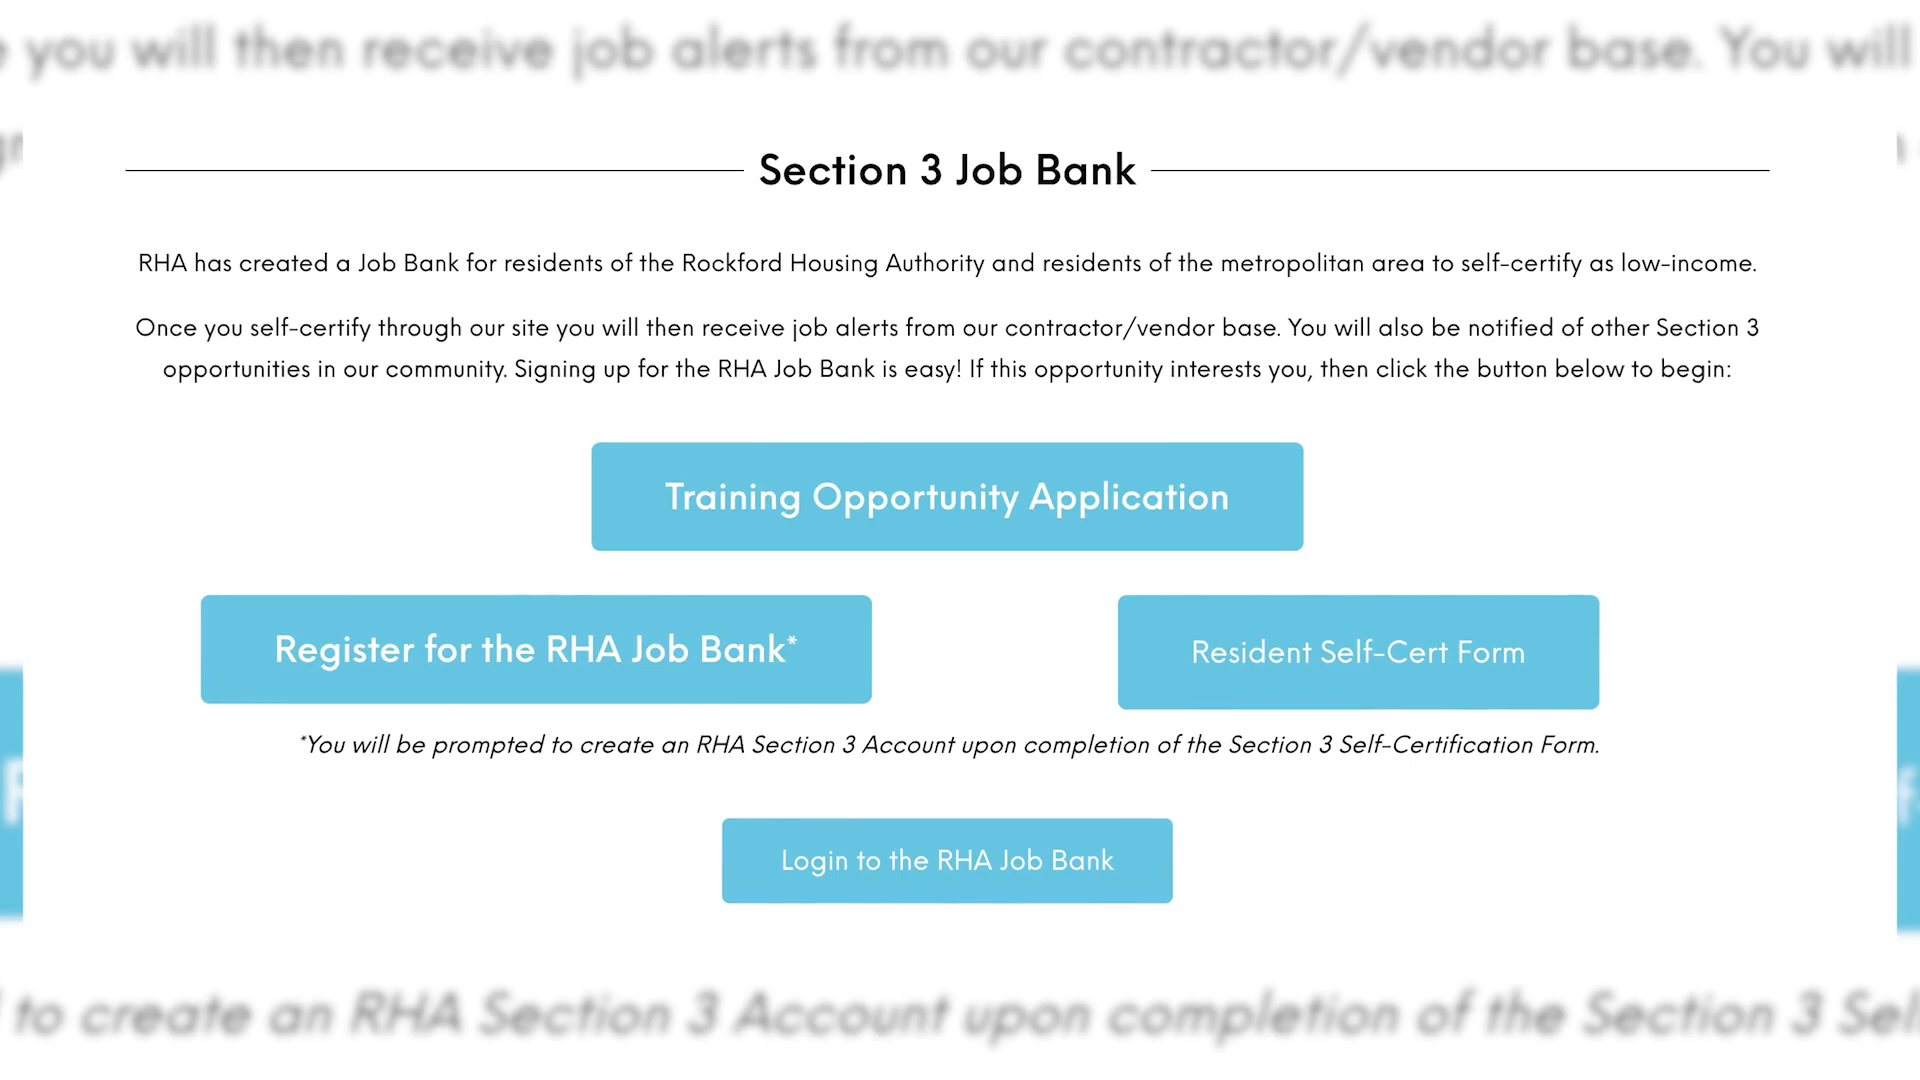 you will then receive job alerts from our contractor/vendor base. You will
Section 3 Job Bank
RHA has created a Job Bank for residents of the Rockford Housing Authority and residents of the metropolitan area to self-certify as low-income.
Once you self-certify through our site you will then receive job alerts from our contractor/vendor base. You will also be notified of other Section 3
opportunities in our community. Signing up for the RHA Job Bank is easy! If this opportunity interests you, then click the button below to begin:
Training Opportunity Application
Register for the RHA Job Bank*
Resident Self-Cert Form
*You will be prompted to create an RHA Section 3 Account upon completion of the Section 3 Self-Certification Form.
Login to the RHA Job Bank
to create an RHA Section 3 Account upon completion of the Section 3